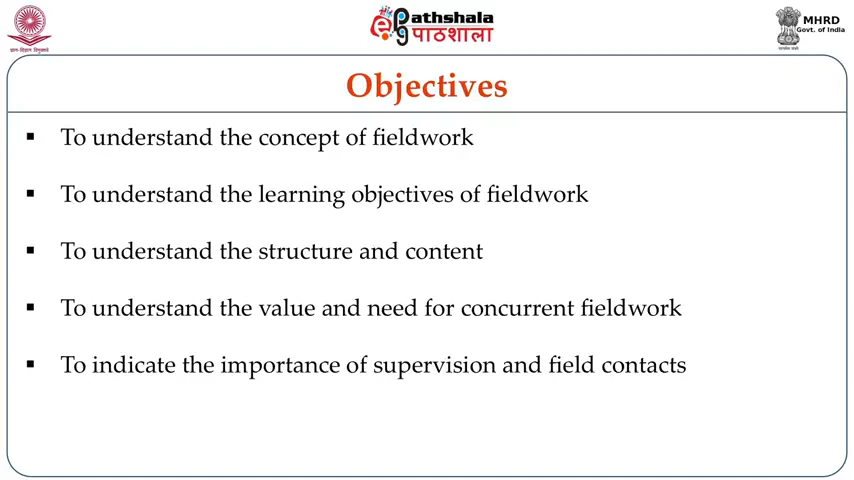 ePathshala
पाठशाला
MHRD
Govt. of India
ज्ञान-विज्ञान विमुक्तये
Objectives
▪ To understand the concept of fieldwork
▪ To understand the learning objectives of fieldwork
▪ To understand the structure and content
▪ To understand the value and need for concurrent fieldwork
▪ To indicate the importance of supervision and field contacts